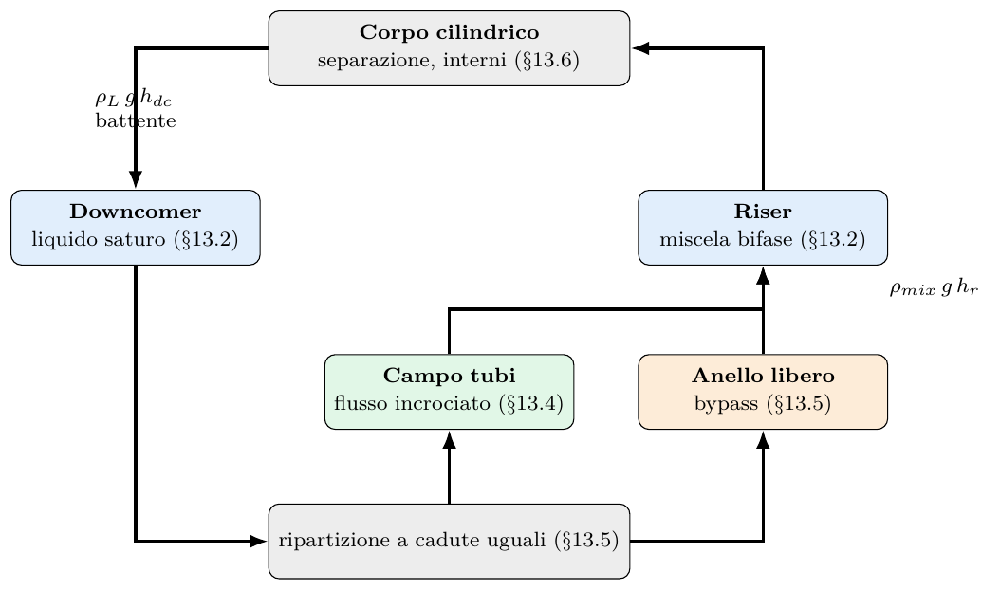 Corpo cilindrico
separazione, interni (§13.6)
ρ_L g h_dc
battente
Downcomer
liquido saturo (§13.2)
Riser
miscela bifase (§13.2)
ρ_mix g h_r
Campo tubi
flusso incrociato (§13.4)
Anello libero
bypass (§13.5)
ripartizione a cadute uguali (§13.5)